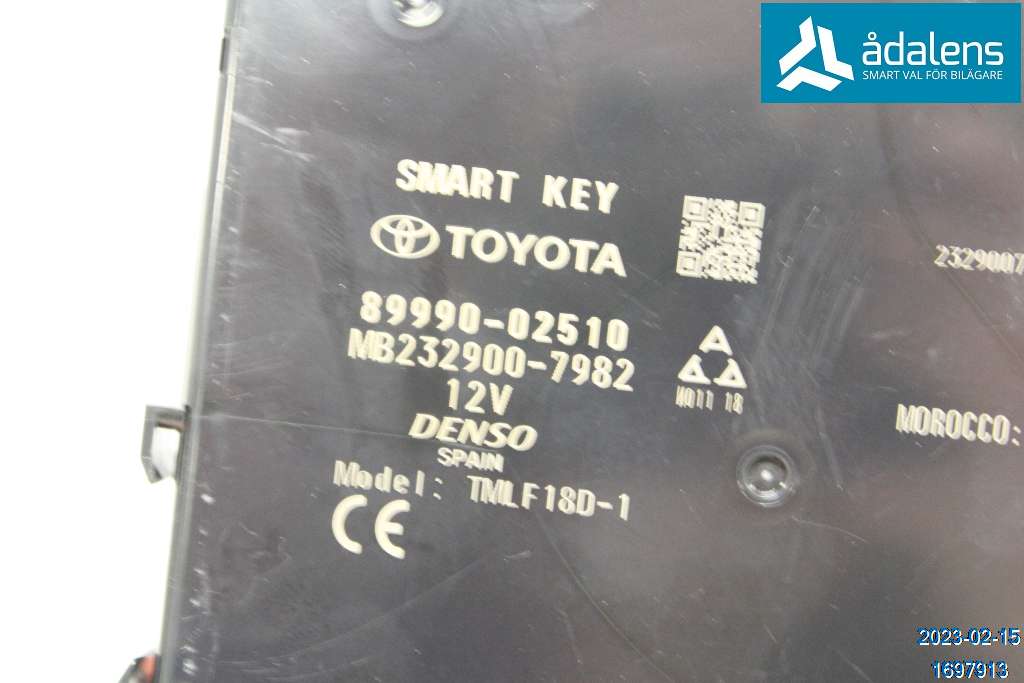 ådalens
SMART VAL FÖR BILÄGARE
SMART KEY
TOYOTA
89990-02510
MB232900-7982
12V
DENSO
SPAIN
Model: TMLF18D-1
CE
A
2329007
MOROCCO:
2023-02-15
1697913